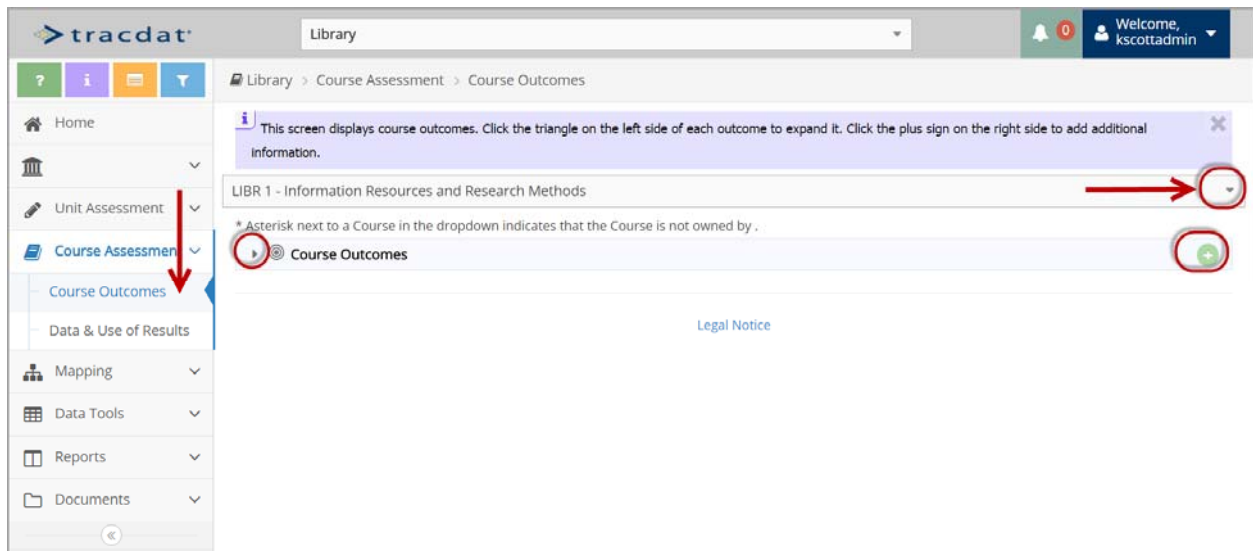 tracdat
Library
0
Welcome,
kscottadmin
? i
Library > Course Assessment > Course Outcomes
Home
Unit Assessment
Course Assessmen
Course Outcomes
Data & Use of Results
Mapping
Data Tools
Reports
Documents
i
This screen displays course outcomes. Click the triangle on the left side of each outcome to expand it. Click the plus sign on the right side to add additional
information.
LIBR 1 - Information Resources and Research Methods
* Asterisk next to a Course in the dropdown indicates that the Course is not owned by .
Course Outcomes
Legal Notice